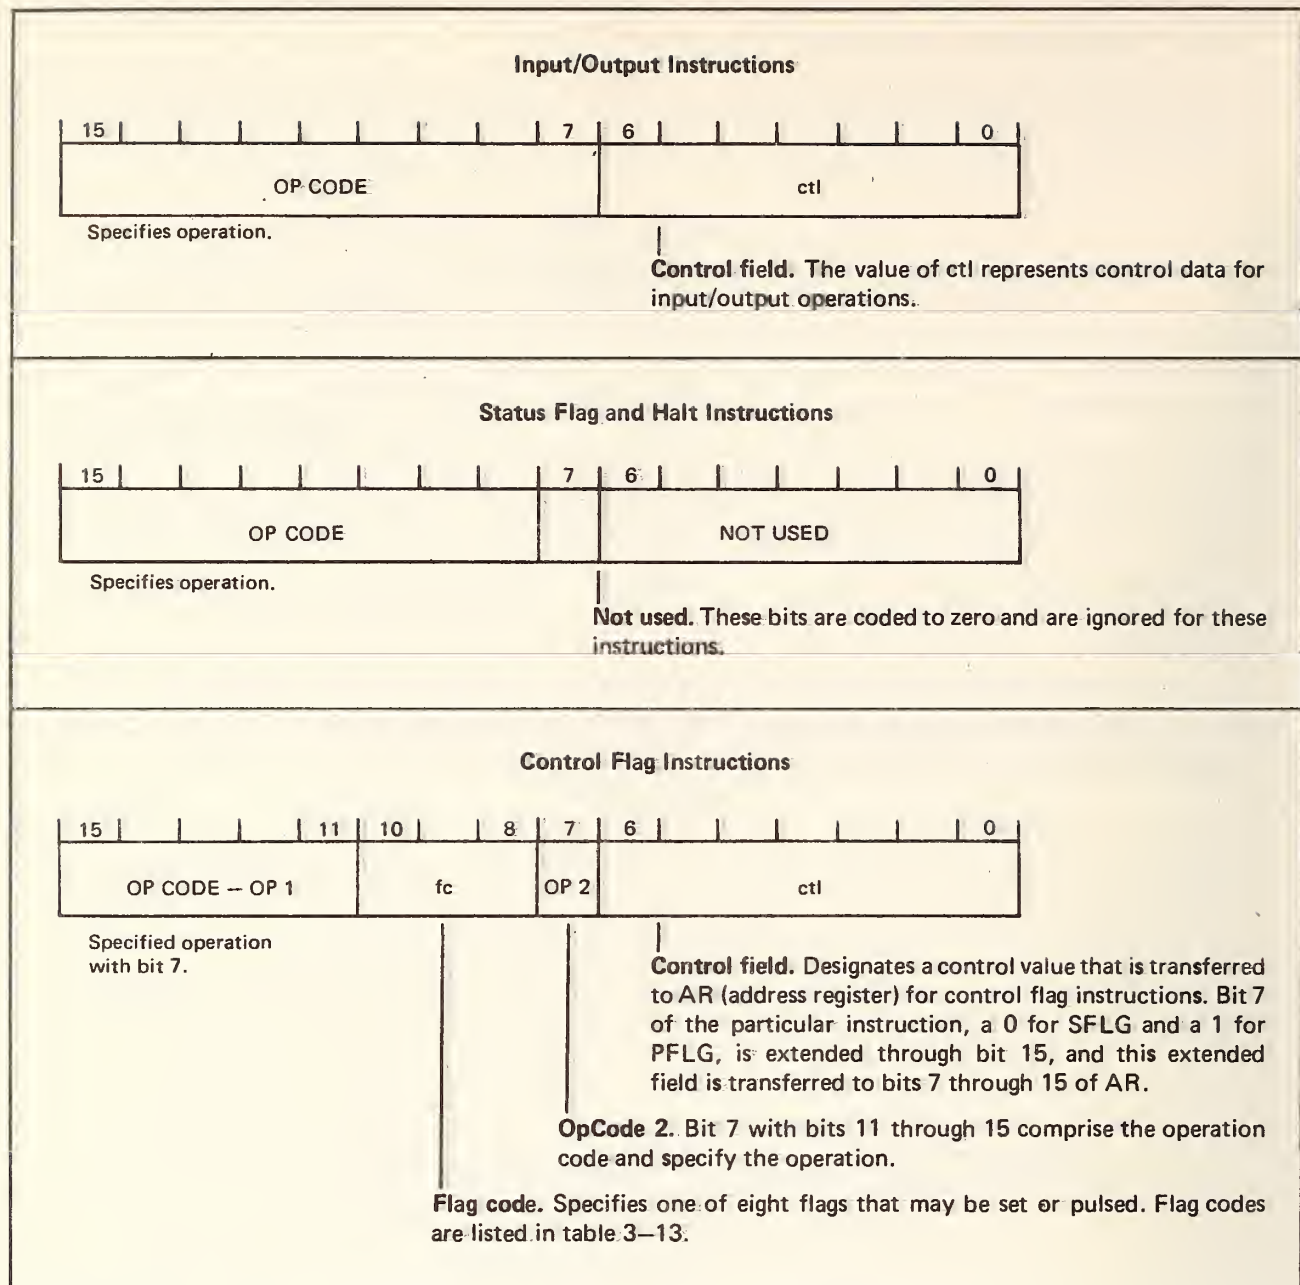 Input/Output Instructions
15 7 6 0
OP CODE ctl
Specifies operation.
Control field. The value of ctl represents control data for
input/output operations.
Status Flag and Halt Instructions
15 7 6 0
OP CODE NOT USED
Specifies operation.
Not used. These bits are coded to zero and are ignored for these
instructions.
Control Flag Instructions
15 11 10 8 7 6 0
OP CODE – OP 1 fc OP 2 ctl
Specified operation
with bit 7.
Control field. Designates a control value that is transferred
to AR (address register) for control flag instructions. Bit 7
of the particular instruction, a 0 for SFLG and a 1 for
PFLG, is extended through bit 15, and this extended
field is transferred to bits 7 through 15 of AR.
OpCode 2. Bit 7 with bits 11 through 15 comprise the operation
code and specify the operation.
Flag code. Specifies one of eight flags that may be set or pulsed. Flag codes
are listed in table 3–13.